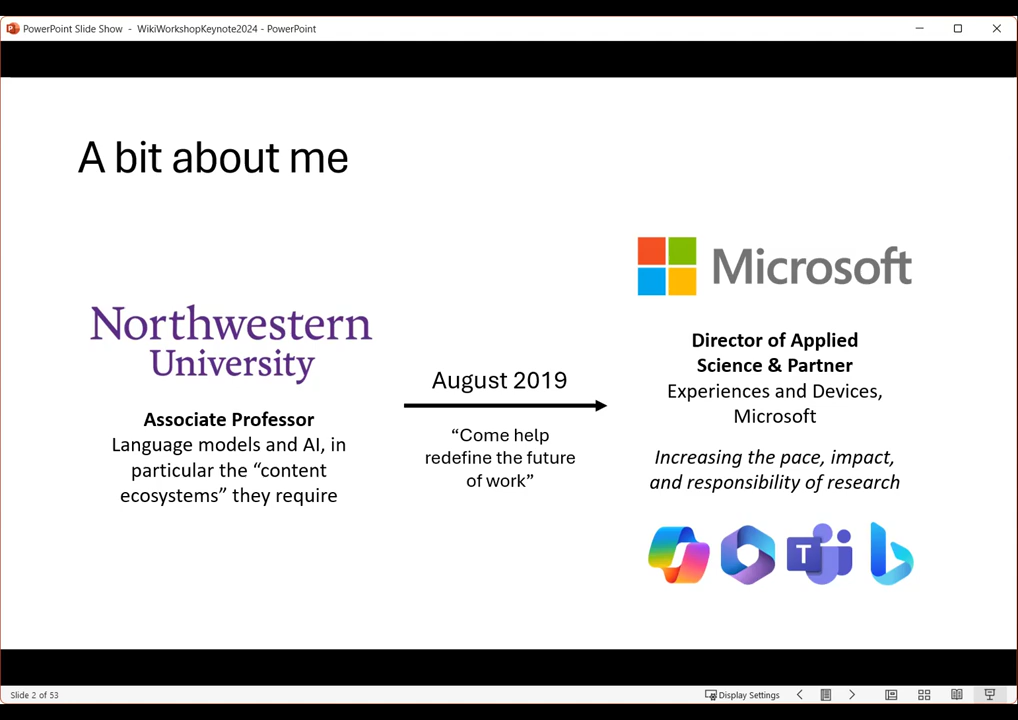 PowerPoint Slide Show - WikiWorkshopKeynote2024 - PowerPoint
A bit about me
Northwestern
University
Associate Professor
Language models and AI, in
particular the “content
ecosystems” they require
August 2019
“Come help
redefine the future
of work”
Microsoft
Director of Applied
Science & Partner
Experiences and Devices,
Microsoft
Increasing the pace, impact,
and responsibility of research
T
Slide 2 of 53
Display Settings